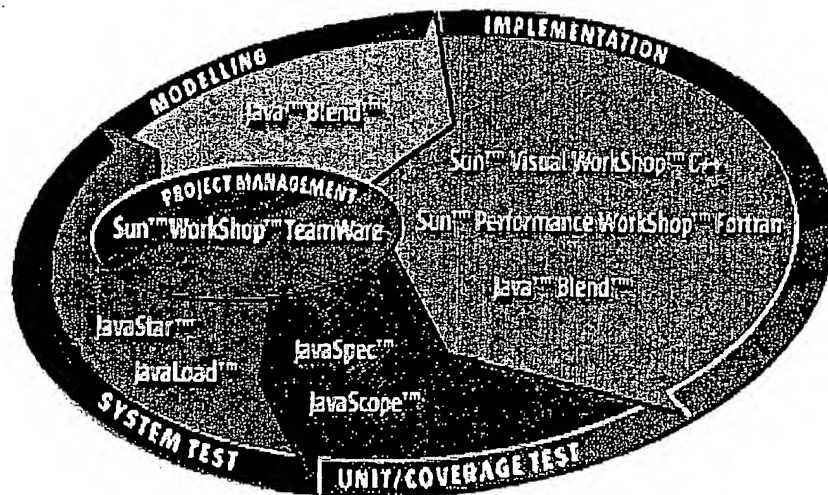 MODELLING
IMPLEMENTATION
Java™ Blend™
Sun™ Visual WorkShop™ C++
PROJECT MANAGEMENT
Sun™ WorkShop™ TeamWare
Sun™ Performance WorkShop™ Fortran
Java™ Blend™
JavaStar™
JavaLoad™
JavaSpec™
JavaScope™
SYSTEM TEST
UNIT/COVERAGE TEST